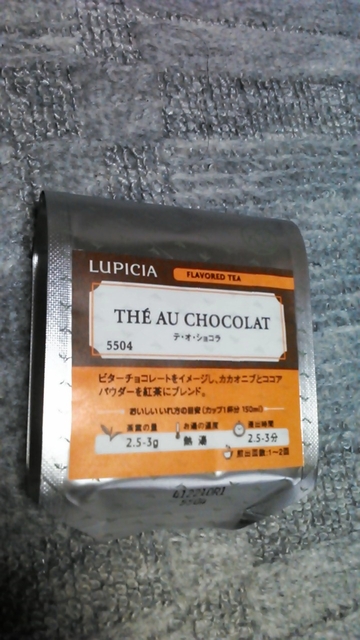 LUPICIA
FLAVORED TEA
THÉ AU CHOCOLAT
テ・オ・ショコラ
5504
ビターチョコレートをイメージし、カカオニブとココア
パウダーを紅茶にブレンド。
おいしいいれ方の目安(カップ1杯分 150ml)
茶葉の量 お湯の温度 浸出時間
2.5-3g 熱湯 2.5-3分
煎出回数:1~2回